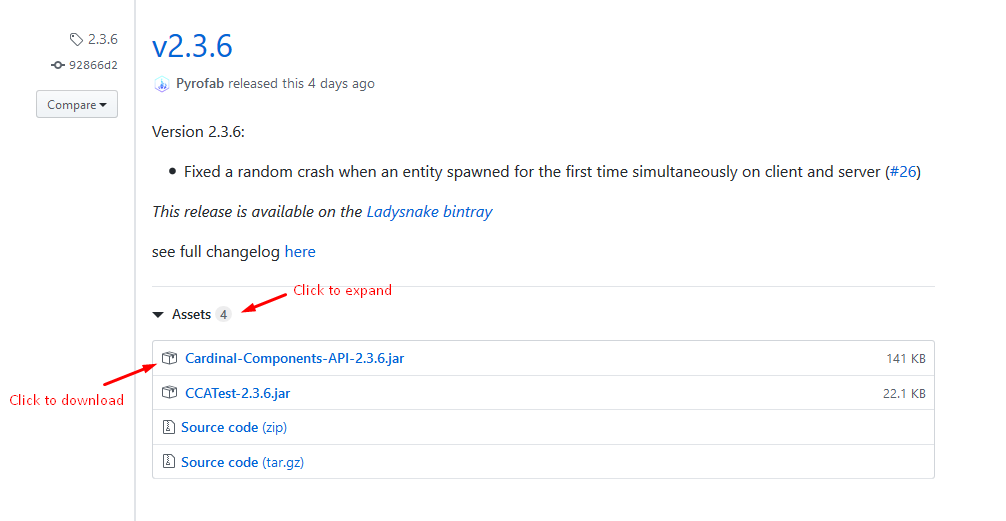 2.3.6
92866d2
Compare
v2.3.6
Pyrofab released this 4 days ago
Version 2.3.6:
• Fixed a random crash when an entity spawned for the first time simultaneously on client and server (#26)
This release is available on the Ladysnake bintray
see full changelog here
Click to expand
Assets 4
Cardinal-Components-API-2.3.6.jar 141 KB
Click to download
CCATest-2.3.6.jar 22.1 KB
Source code (zip)
Source code (tar.gz)